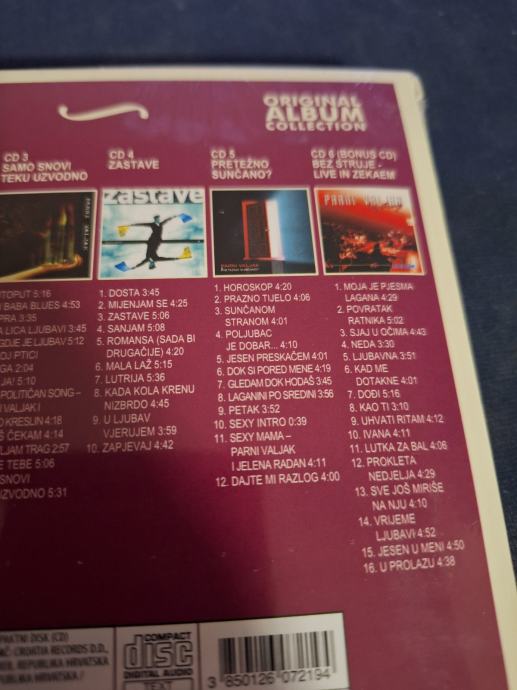 ORIGINAL
ALBUM
COLLECTION
CD 3
SAMO SNOVI
TEKU UZVODNO
TOPUT 5:16
BABA BLUES 4:53
PRA 3:35
A LICA LJUBAVI 3:45
GDJE JE LJUBAV 5:12
OJ PTICI
GA 2:04
JA! 5:10
POLITIČAN SONG –
I VALJAK I
O KREŠLIN 4:18
Š ČEKAM 4:14
LJAM TRAG 2:57
E TEBE 5:06
SNOVI
UZVODNO 5:31
CD 4
ZASTAVE
zastave
1. DOSTA 3:45
2. MIJENJAM SE 4:25
3. ZASTAVE 5:06
4. SANJAM 5:08
5. ROMANSA (SADA BI
DRUGAČIJE) 4:20
6. MALA LAŽ 5:15
7. LUTRIJA 5:36
8. KADA KOLA KRENU
NIZBRDO 4:45
9. U LJUBAV
VJERUJEM 3:59
10. ZAPJEVAJ 4:42
CD 5
PRETEŽNO
SUNČANO?
PARNI VALJAK
1. HOROSKOP 4:20
2. PRAZNO TIJELO 4:06
3. SUNČANOM
STRANOM 4:01
4. POLJUBAC
JE DOBAR... 4:10
5. JESEN PRESKAČEM 4:01
6. DOK SI PORED MENE 4:19
7. GLEDAM DOK HODAŠ 3:45
8. LAGANINI PO SREDINI 3:56
9. PETAK 3:52
10. SEXY INTRO 0:39
11. SEXY MAMA –
PARNI VALJAK
I JELENA RADAN 4:11
12. DAJTE MI RAZLOG 4:00
CD 6 (BONUS CD)
BEZ STRUJE -
LIVE IN ZEKAEM
PARNI VALJAK
1. MOJA JE PJESMA
LAGANA 4:29
2. POVRATAK
RATNIKA 5:02
3. SJAJ U OČIMA 4:43
4. NEDA 3:30
5. LJUBAVNA 3:51
6. KAD ME
DOTAKNE 4:01
7. DOĐI 5:16
8. KAO TI 3:10
9. UHVATI RITAM 4:12
10. IVANA 4:11
11. LUTKA ZA BAL 4:06
12. PROKLETA
NEDJELJA 4:29
13. SVE JOŠ MIRIŠE
NA NJU 4:10
14. VRIJEME
LJUBAVI 4:52
15. JESEN U MENI 4:50
16. U PROLAZU 4:38
PRATNI DISK (CD)
AČ: CROATIA RECORDS D.D.,
REPUBLIKA HRVATSKA
REPUBLIKA HRVATSKA
COMPACT
disc
DIGITAL AUDIO
TEXT
3 850126 072194